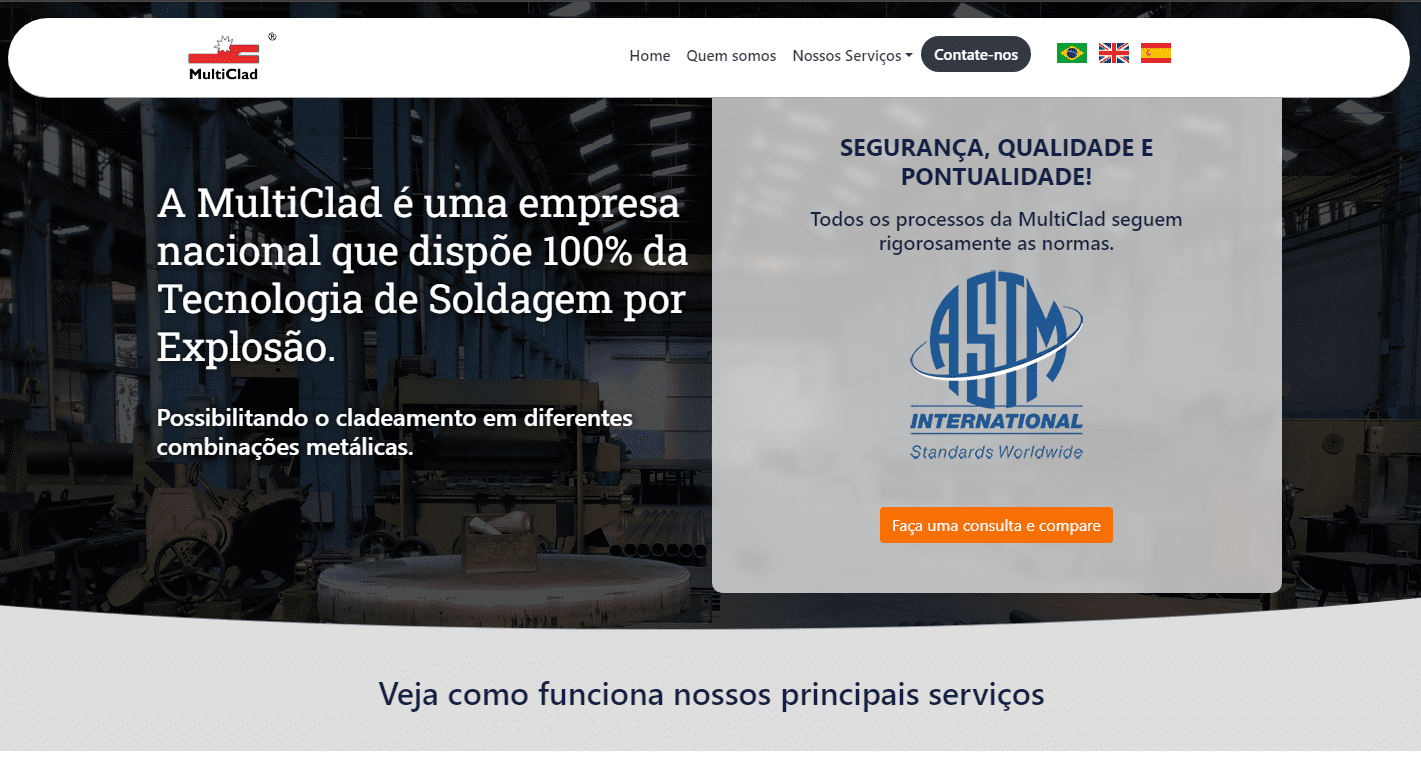 ®
MultiClad
Home Quem somos Nossos Serviços Contate-nos
A MultiClad é uma empresa
nacional que dispõe 100% da
Tecnologia de Soldagem por
Explosão.
Possibilitando o cladeamento em diferentes
combinações metálicas.
SEGURANÇA, QUALIDADE E
PONTUALIDADE!
Todos os processos da MultiClad seguem
rigorosamente as normas.
ASTM
INTERNATIONAL
Standards Worldwide
Faça uma consulta e compare
Veja como funciona nossos principais serviços